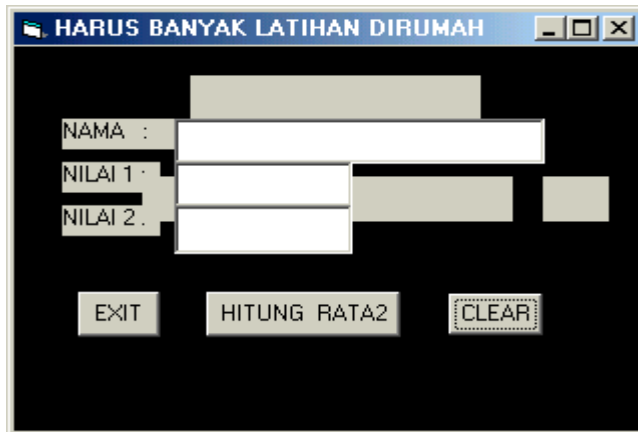 HARUS BANYAK LATIHAN DIRUMAH
NAMA :
NILAI 1 :
NILAI 2 .
EXIT HITUNG RATA2 CLEAR